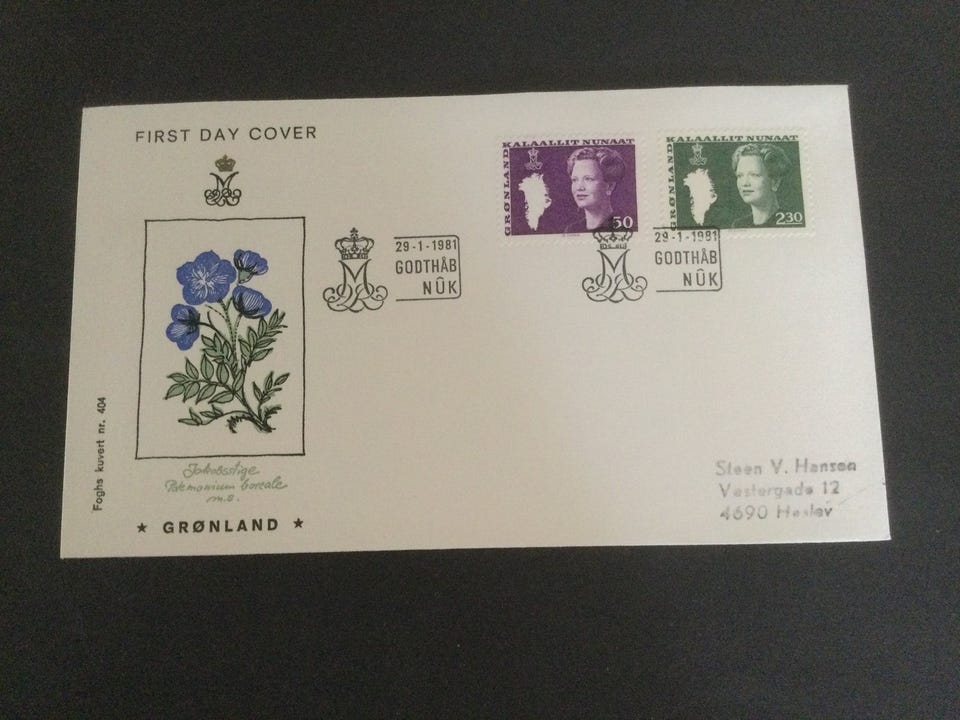 FIRST DAY COVER
KALAALLIT NUNAAT
GRØNLAND
50
KALAALLIT NUNAAT
GRØNLAND
230
29-1-1981
GODTHÅB
NÛK
29-1-1981
GODTHÅB
NÛK
Foghs kuvert nr. 404
Jakobsstige
Polemonium boreale
m.s.
★ GRØNLAND ★
Steen V. Hansen
Vestergade 12
4690 Haslev